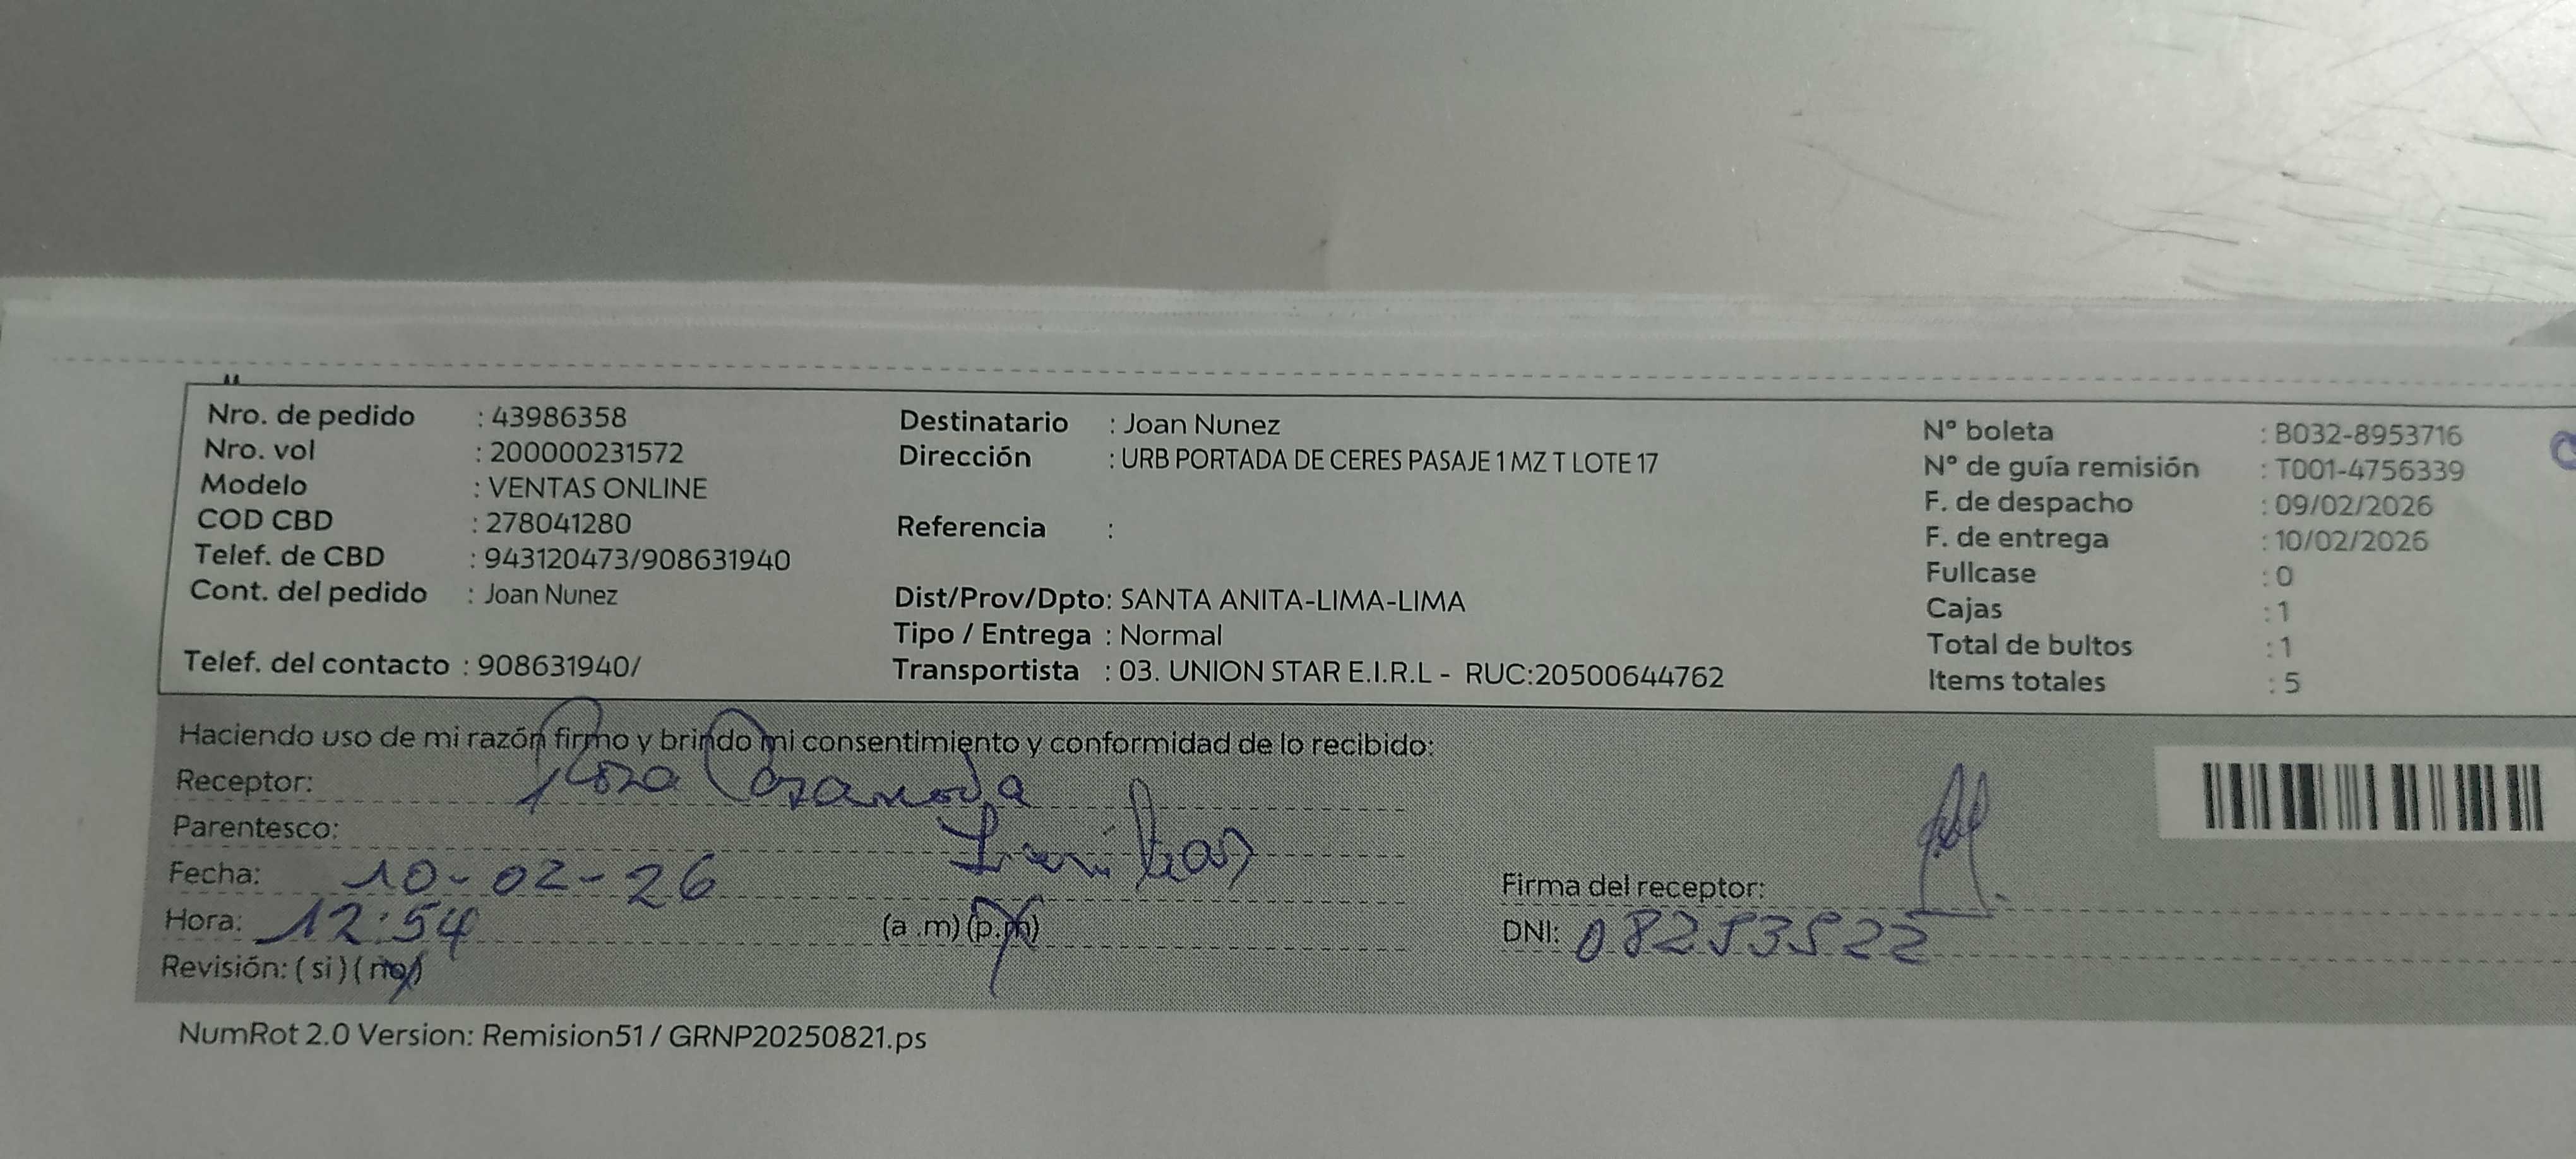 Nro. de pedido : 43986358
Nro. vol : 200000231572
Modelo : VENTAS ONLINE
COD CBD : 278041280
Telef. de CBD : 943120473/908631940
Cont. del pedido : Joan Nunez
Telef. del contacto : 908631940/
Destinatario : Joan Nunez
Dirección : URB PORTADA DE CERES PASAJE 1 MZ T LOTE 17
Referencia :
Dist/Prov/Dpto: SANTA ANITA-LIMA-LIMA
Tipo / Entrega : Normal
Transportista : 03. UNION STAR E.I.R.L - RUC:20500644762
N° boleta : B032-8953716
N° de guía remisión : T001-4756339
F. de despacho : 09/02/2026
F. de entrega : 10/02/2026
Fullcase : 0
Cajas : 1
Total de bultos : 1
Items totales : 5
Haciendo uso de mi razón firmo y brindo mi consentimiento y conformidad de lo recibido:
Receptor: Rosa Casanova
Parentesco:
Fecha: 10-02-26
Hora: 12:54 (a .m) (p.m)
Revisión: ( si ) ( no )
Firma del receptor:
DNI: 08253522
NumRot 2.0 Version: Remision51 / GRNP20250821.ps